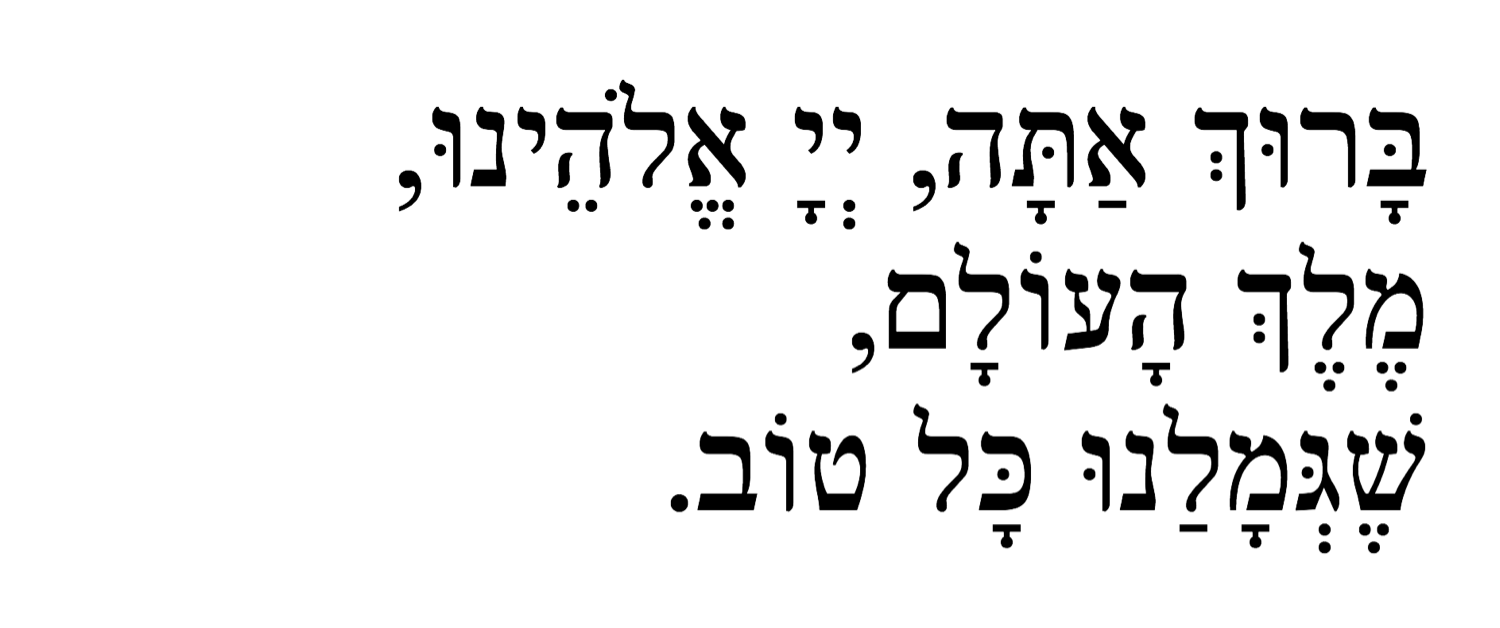 בָּרוּךְ אַתָּה, יְיָ אֱלֹהֵינוּ,
מֶלֶךְ הָעוֹלָם,
שֶׁגְּמָלַנוּ כָּל טוֹב.